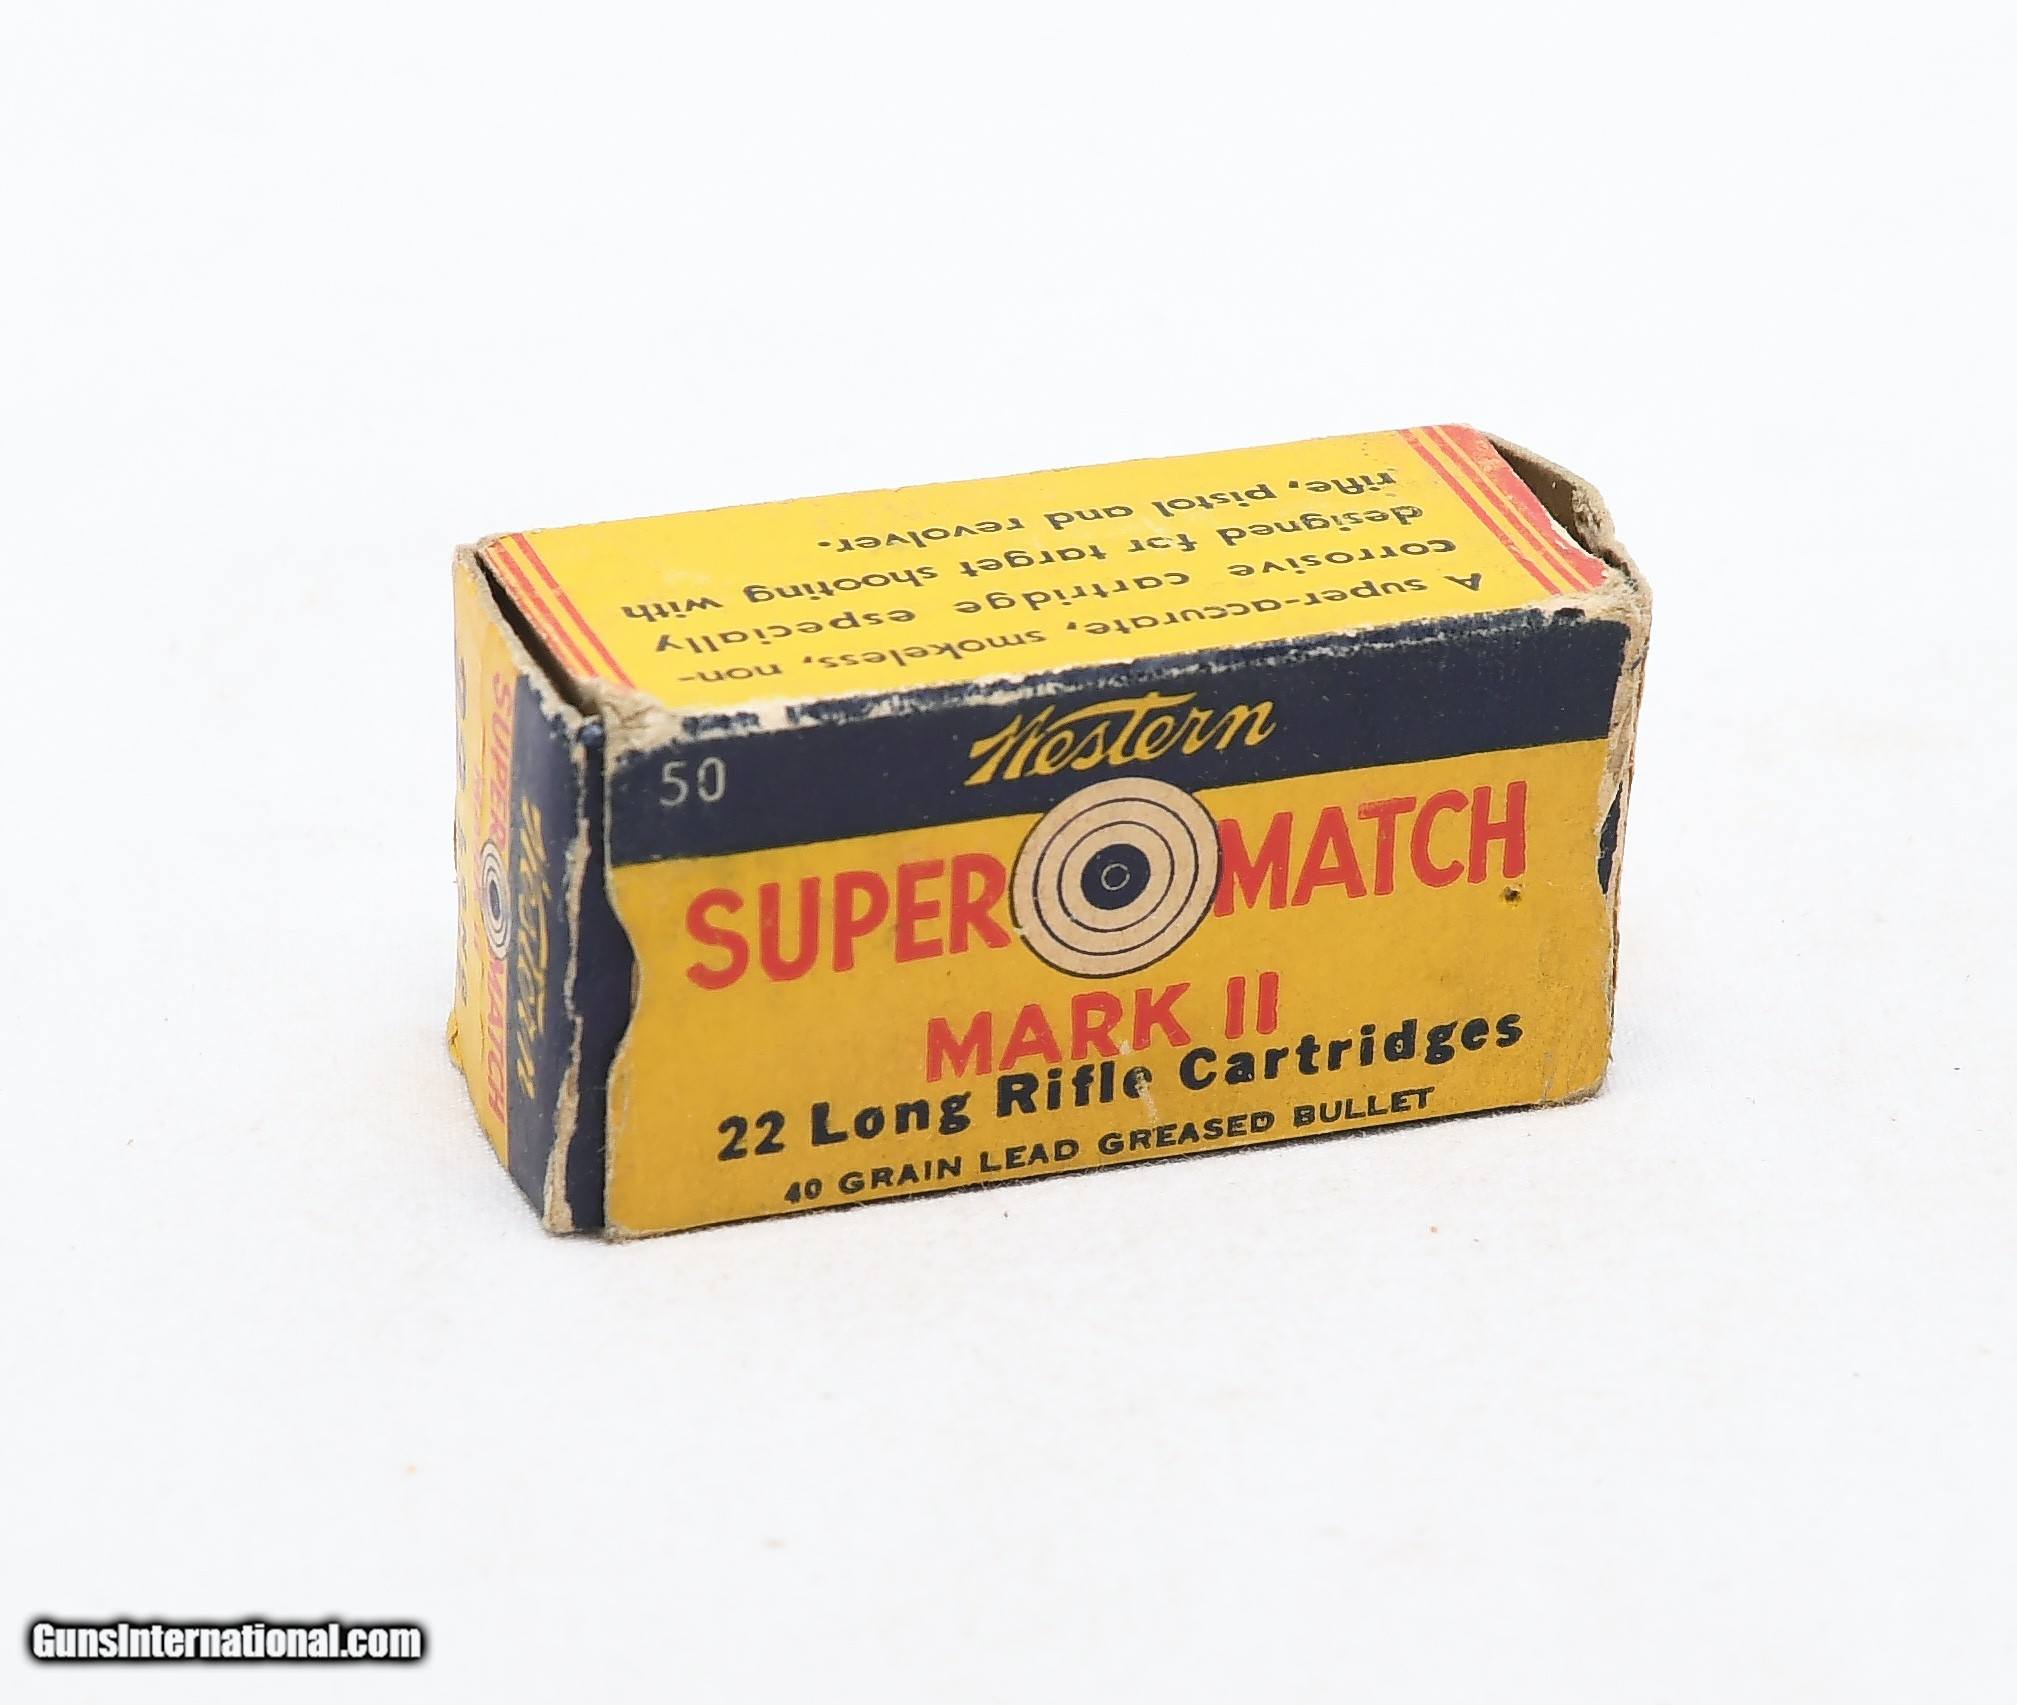 A super-accurate, smokeless, non-
corrosive cartridge especially
designed for target shooting with
rifle, pistol and revolver.
50
Western
SUPER MATCH
MARK II
22 Long Rifle Cartridges
40 GRAIN LEAD GREASED BULLET
Western
SUPER MATCH
GunsInternational.com